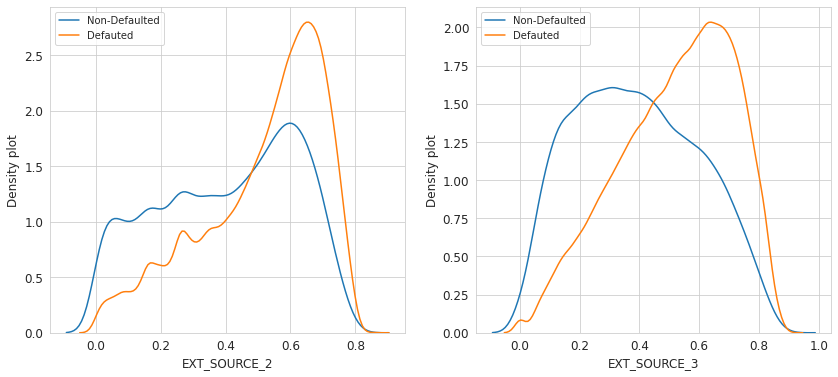 Non-Defaulted
Defauted
2.5
2.0
1.5
1.0
0.5
0.0
Density plot
0.0 0.2 0.4 0.6 0.8
EXT_SOURCE_2
Non-Defaulted
Defauted
2.00
1.75
1.50
1.25
1.00
0.75
0.50
0.25
0.00
Density plot
0.0 0.2 0.4 0.6 0.8 1.0
EXT_SOURCE_3